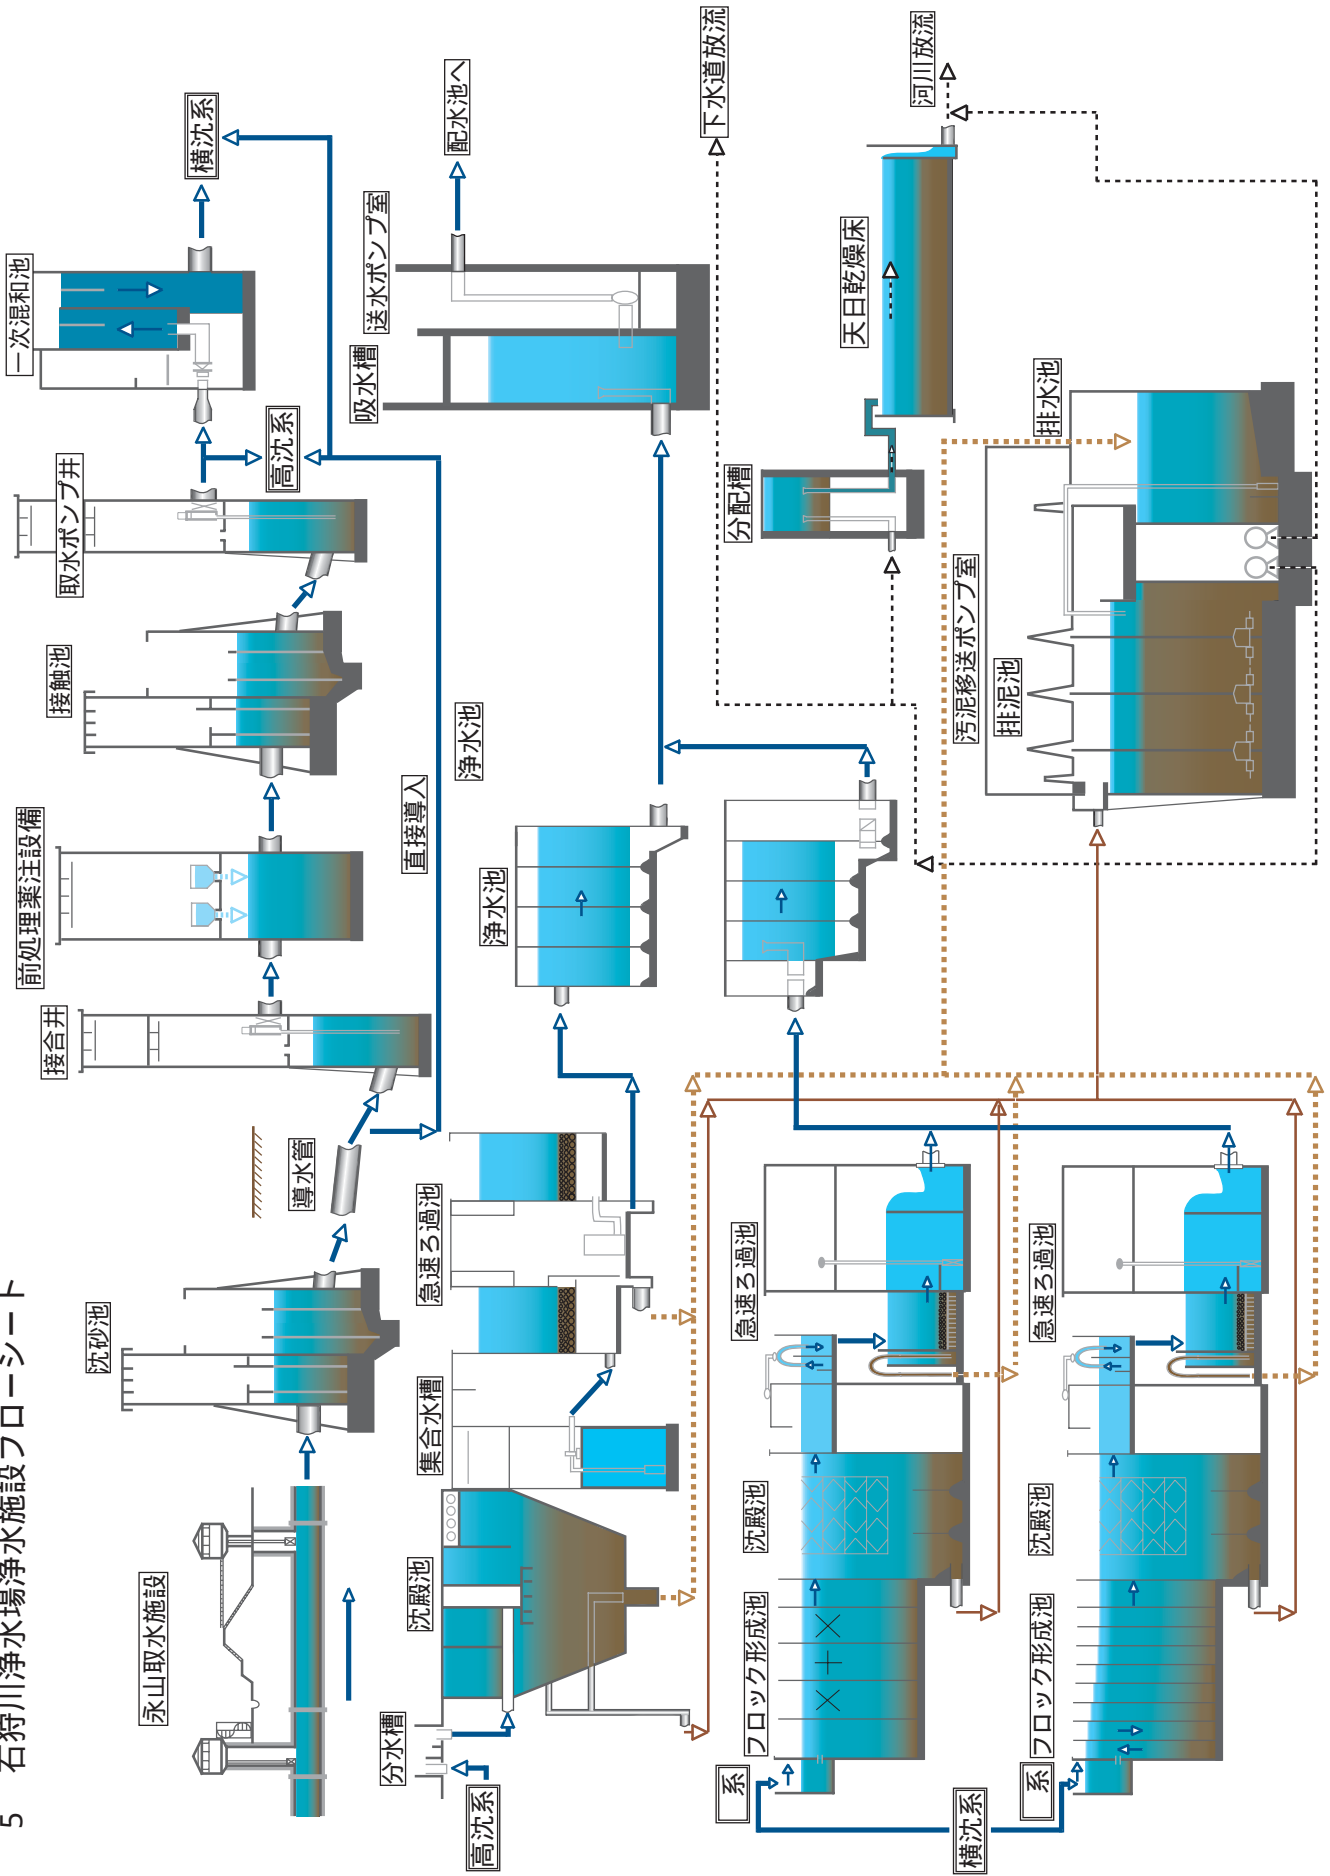 5 石狩川浄水場浄水施設フローシート
永山取水施設
沈砂池
導水管
接合井
前処理薬注設備
接触池
取水ポンプ井
一次混和池
高沈系
横沈系
直接導入
高沈系
分水槽
沈殿池
集合水槽
急速ろ過池
浄水池
浄水池
吸水槽
送水ポンプ室
配水池へ
横沈系
系
フロック形成池
沈殿池
急速ろ過池
系
フロック形成池
沈殿池
急速ろ過池
分配槽
天日乾燥床
下水道放流
河川放流
排泥池
汚泥移送ポンプ室
排水池